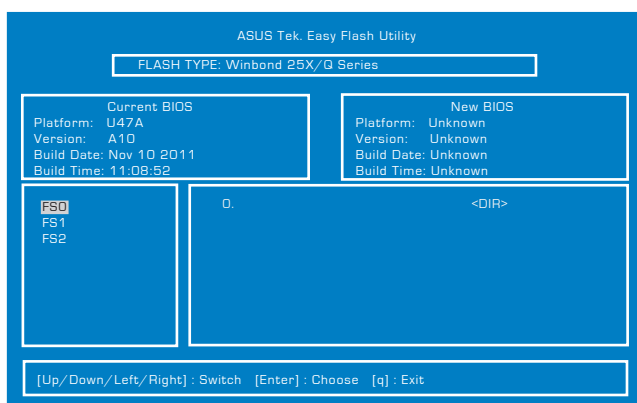 ASUS Tek. Easy Flash Utility
FLASH TYPE: Winbond 25X/Q Series
Current BIOS
Platform: U47A
Version: A10
Build Date: Nov 10 2011
Build Time: 11:08:52
New BIOS
Platform: Unknown
Version: Unknown
Build Date: Unknown
Build Time: Unknown
FS0
FS1
FS2
0. <DIR>
[Up/Down/Left/Right] : Switch [Enter] : Choose [q] : Exit